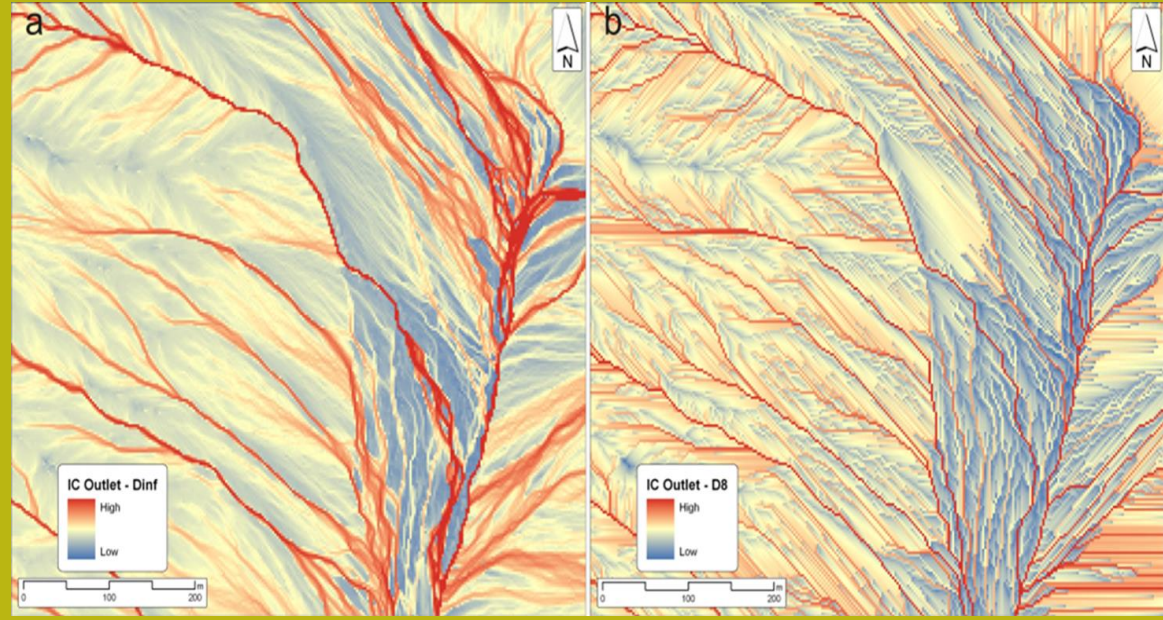 a
N
IC Outlet - Dinf
High
Low
m
0 100 200
b
N
IC Outlet - D8
High
Low
m
0 100 200